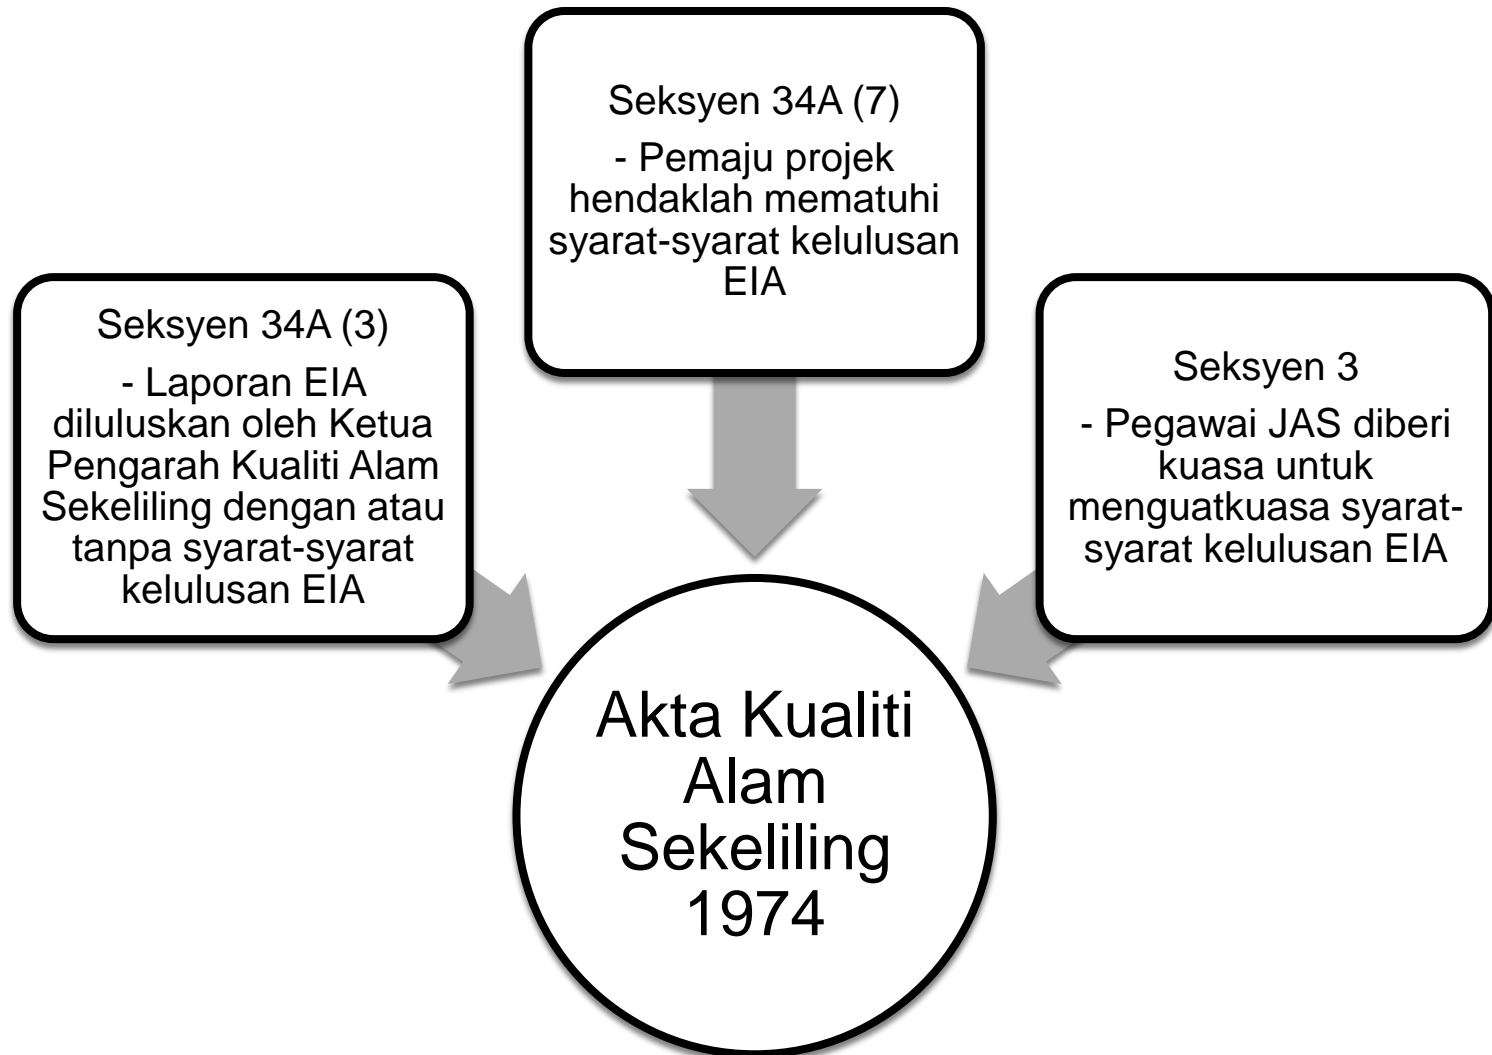 Seksyen 34A (7)
- Pemaju projek
hendaklah mematuhi
syarat-syarat kelulusan
EIA
Seksyen 34A (3)
- Laporan EIA
diluluskan oleh Ketua
Pengarah Kualiti Alam
Sekeliling dengan atau
tanpa syarat-syarat
kelulusan EIA
Seksyen 3
- Pegawai JAS diberi
kuasa untuk
menguatkuasa syarat-
syarat kelulusan EIA
Akta Kualiti
Alam
Sekeliling
1974